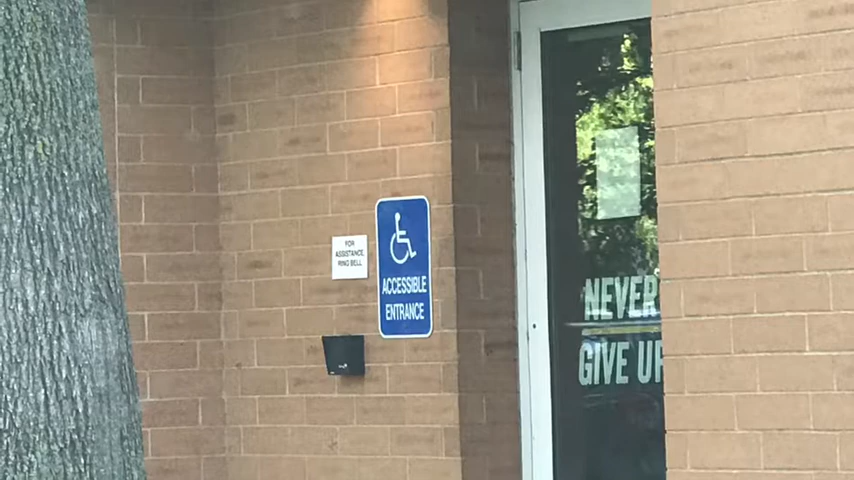 FOR
ASSISTANCE
RING BELL
ACCESSIBLE
ENTRANCE
NEVER
GIVE UP